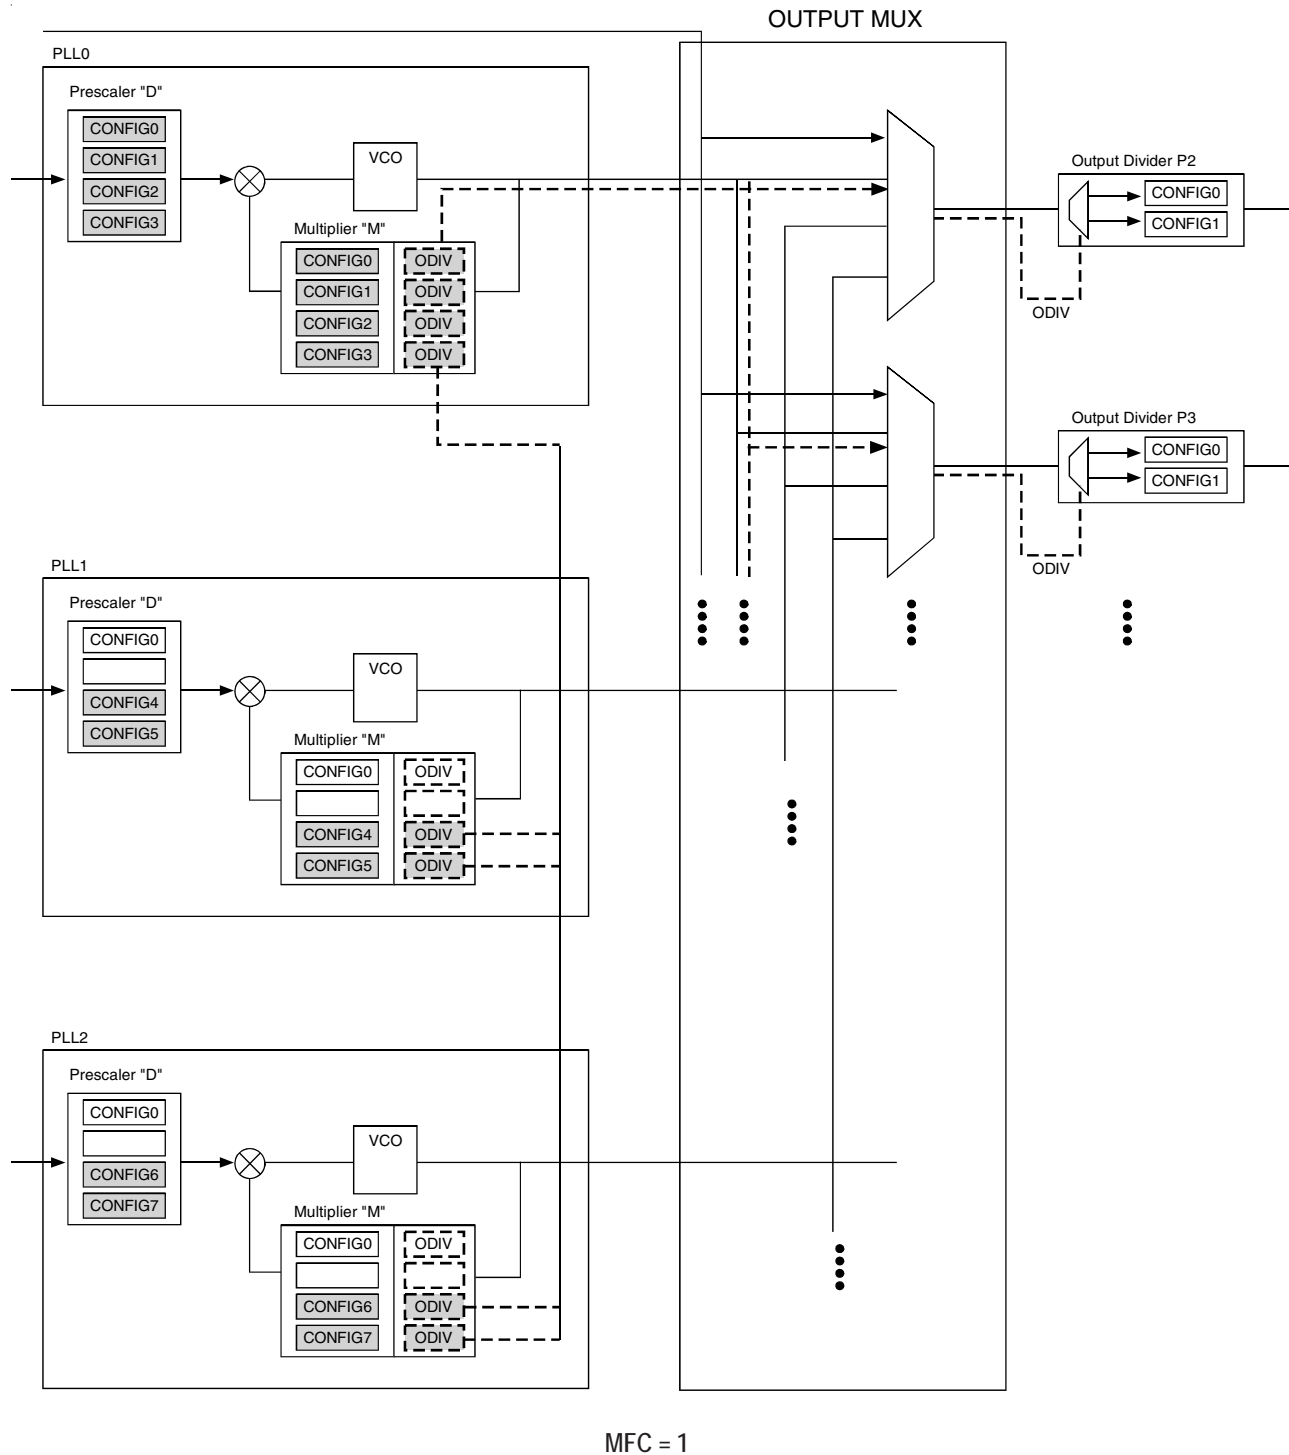 OUTPUT MUX
PLL0
Prescaler "D"
CONFIG0
CONFIG1
CONFIG2
CONFIG3
VCO
Multiplier "M"
CONFIG0 ODIV
CONFIG1 ODIV
CONFIG2 ODIV
CONFIG3 ODIV
Output Divider P2
CONFIG0
CONFIG1
ODIV
Output Divider P3
CONFIG0
CONFIG1
ODIV
PLL1
Prescaler "D"
CONFIG0
CONFIG4
CONFIG5
VCO
Multiplier "M"
CONFIG0 ODIV
CONFIG4 ODIV
CONFIG5 ODIV
PLL2
Prescaler "D"
CONFIG0
CONFIG6
CONFIG7
VCO
Multiplier "M"
CONFIG0 ODIV
CONFIG6 ODIV
CONFIG7 ODIV
MFC = 1